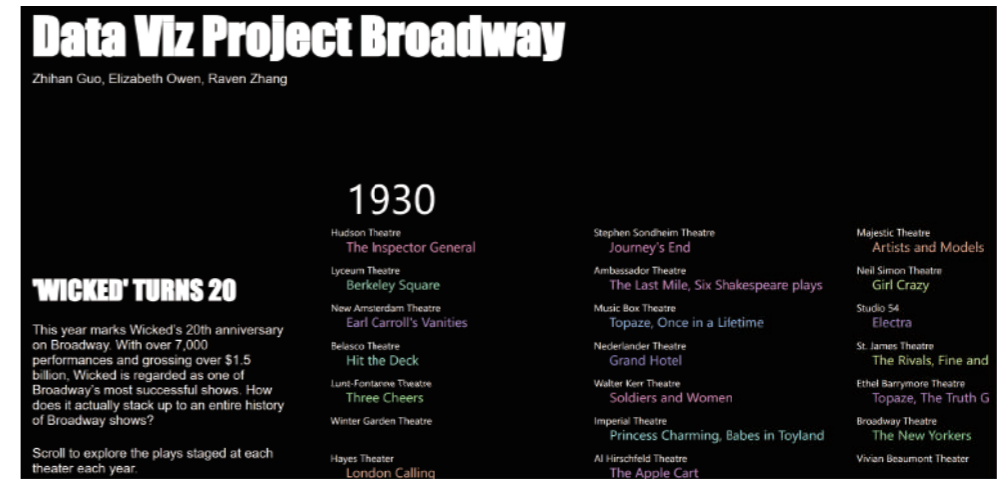 Data Viz Project Broadway
Zhihan Guo, Elizabeth Owen, Raven Zhang
'WICKED' TURNS 20
This year marks Wicked's 20th anniversary
on Broadway. With over 7,000
performances and grossing over $1.5
billion, Wicked is regarded as one of
Broadway's most successful shows. How
does it actually stack up to an entire history
of Broadway shows?
Scroll to explore the plays staged at each
theater each year.
1930
Hudson Theatre
The Inspector General
Lyceum Theatre
Berkeley Square
New Amsterdam Theatre
Earl Carroll's Vanities
Belasco Theatre
Hit the Deck
Lunt-Fontanne Theatre
Three Cheers
Winter Garden Theatre
Hayes Theater
London Calling
Stephen Sondheim Theatre
Journey's End
Ambassador Theatre
The Last Mile, Six Shakespeare plays
Music Box Theatre
Topaze, Once in a Lifetime
Nederlander Theatre
Grand Hotel
Walter Kerr Theatre
Soldiers and Women
Imperial Theatre
Princess Charming, Babes in Toyland
Al Hirschfeld Theatre
The Apple Cart
Majestic Theatre
Artists and Models
Neil Simon Theatre
Girl Crazy
Studio 54
Electra
St. James Theatre
The Rivals, Fine and
Ethel Barrymore Theatre
Topaze, The Truth G
Broadway Theatre
The New Yorkers
Vivian Beaumont Theater